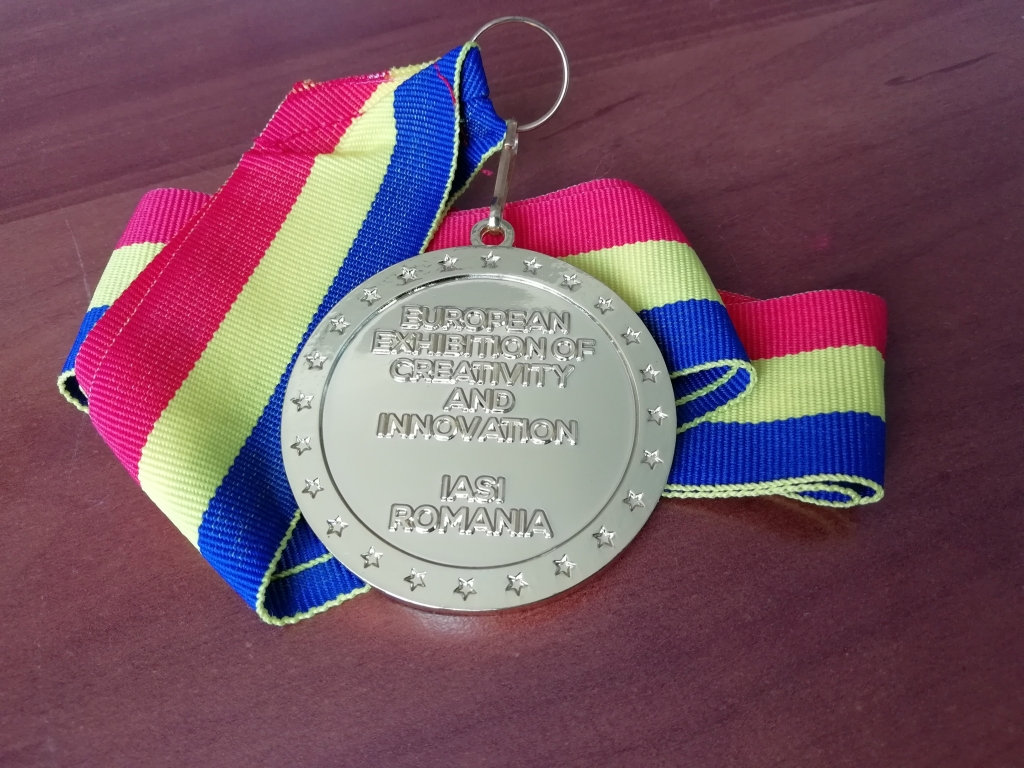 EUROPEAN
EXHIBITION OF
CREATIVITY
AND
INNOVATION
IASI
ROMANIA